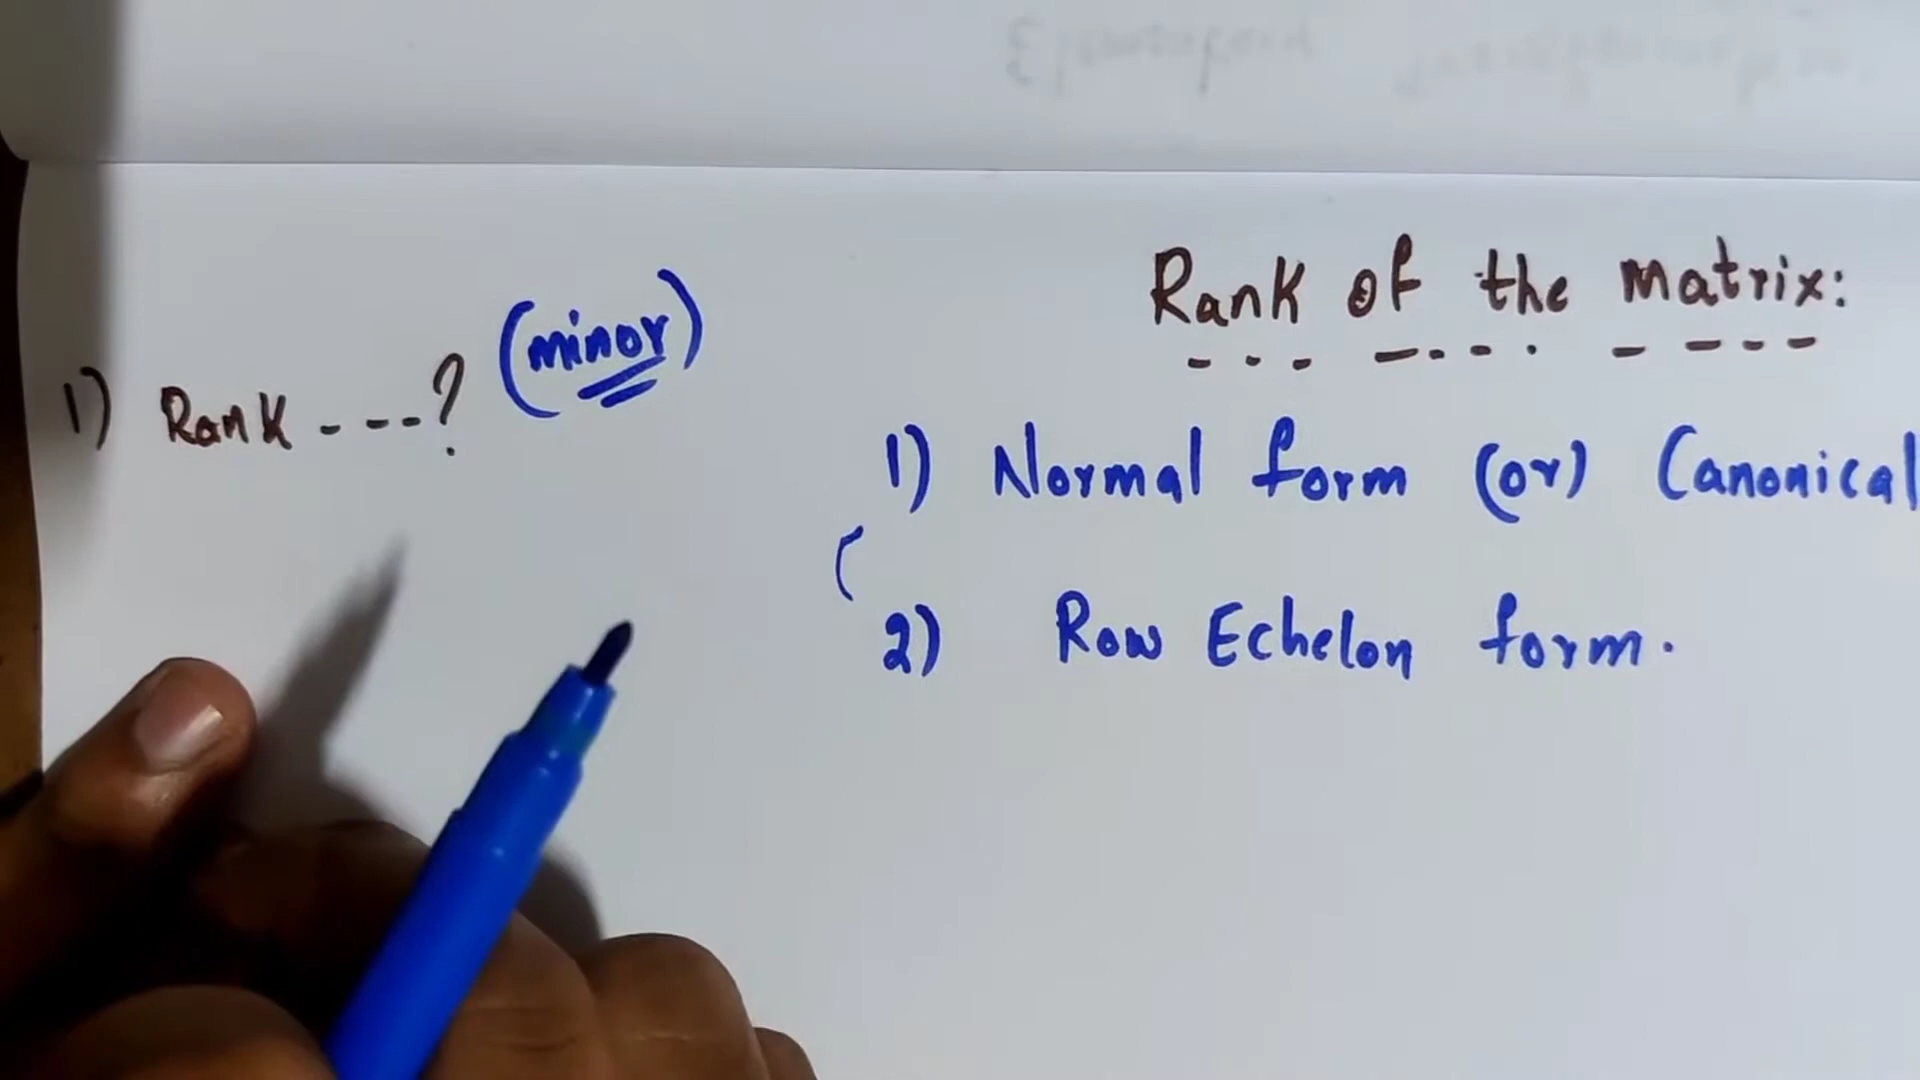 Rank of the matrix:
1) Rank ---? (minor)
1) Normal form (or) Canonical
(
2) Row Echelon form.